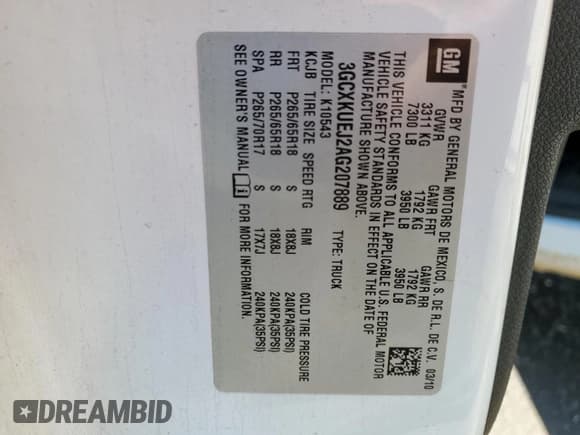 GM
MFD BY GENERAL MOTORS DE MEXICO, S. DE R.L. DE C.V. 03/10
GVWR GAWR FRT GAWR RR
3311 KG 1792 KG 1792 KG
7300 LB 3950 LB 3950 LB
THIS VEHICLE CONFORMS TO ALL APPLICABLE U.S. FEDERAL MOTOR
VEHICLE SAFETY STANDARDS IN EFFECT ON THE DATE OF
MANUFACTURE SHOWN ABOVE.
3GCXKUEJ2AG207889 TYPE: TRUCK
MODEL: K10543
KCJB TIRE SIZE SPEED RTG RIM COLD TIRE PRESSURE
FRT P265/65R18 S 18X8J 240KPA(35PSI)
RR P265/65R18 S 18X8J 240KPA(35PSI)
SPA P265/70R17 S 17X7J 240KPA(35PSI)
SEE OWNERS MANUAL FOR MORE INFORMATION.
DREAMBID